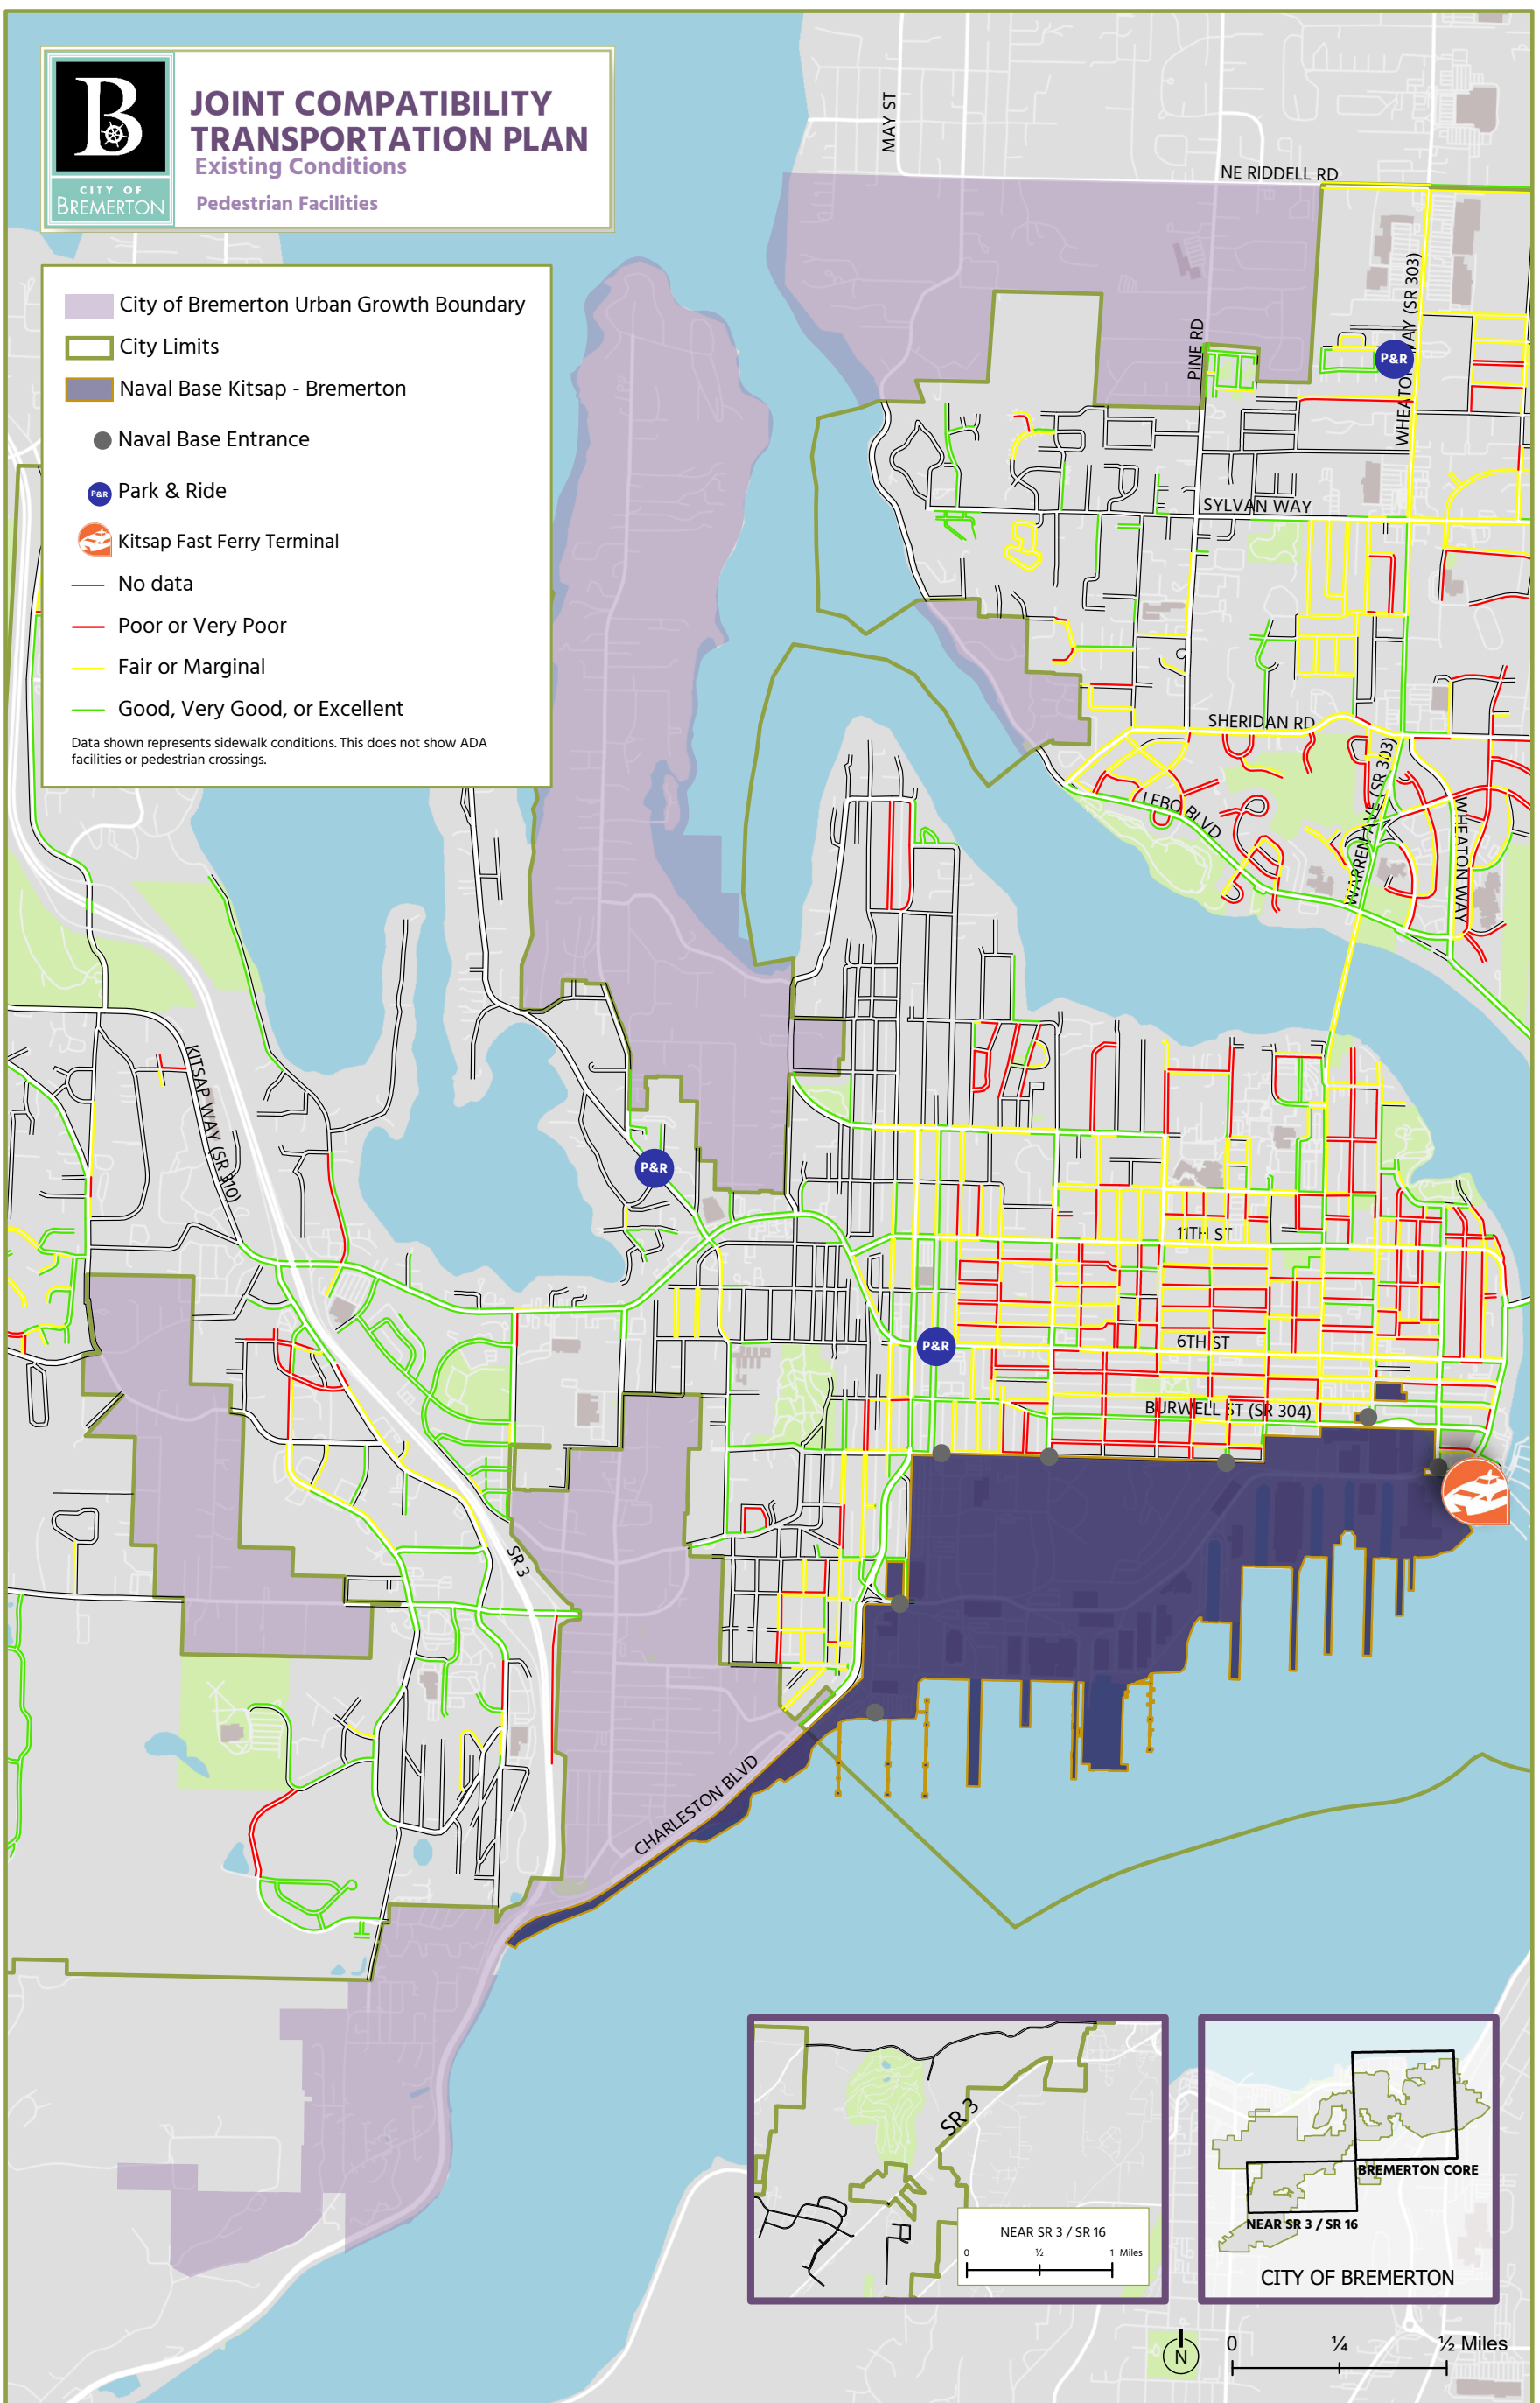 B
CITY OF
BREMERTON
JOINT COMPATIBILITY
TRANSPORTATION PLAN
Existing Conditions
Pedestrian Facilities
City of Bremerton Urban Growth Boundary
City Limits
Naval Base Kitsap - Bremerton
Naval Base Entrance
P&R
Park & Ride
Kitsap Fast Ferry Terminal
No data
Poor or Very Poor
Fair or Marginal
Good, Very Good, or Excellent
Data shown represents sidewalk conditions. This does not show ADA
facilities or pedestrian crossings.
MAY ST
NE RIDDELL RD
PINE RD
WHEATON WAY (SR 303)
P&R
SYLVAN WAY
SHERIDAN RD
LEBO BLVD
WARREN AVE (SR 303)
WHEATON WAY
KITSAP WAY (SR 310)
P&R
11TH ST
P&R
6TH ST
BURWELL ST (SR 304)
SR 3
CHARLESTON BLVD
SR 3
NEAR SR 3 / SR 16
0 ½ 1 Miles
BREMERTON CORE
NEAR SR 3 / SR 16
CITY OF BREMERTON
N
0 ¼ ½ Miles